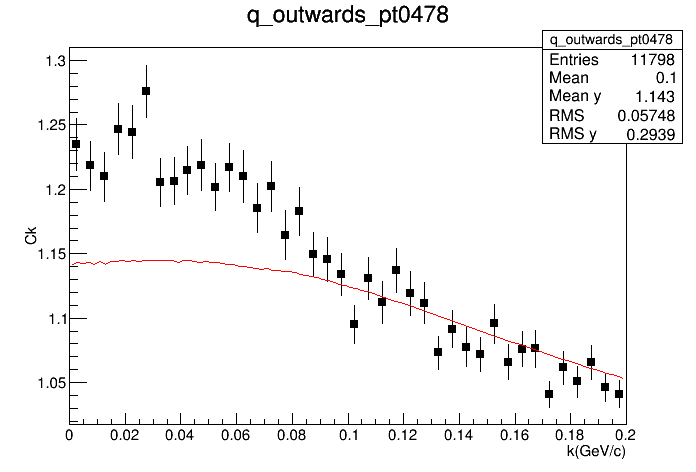 q_outwards_pt0478
q_outwards_pt0478
Entries 11798
Mean 0.1
Mean y 1.143
RMS 0.05748
RMS y 0.2939
1.3
1.25
1.2
1.15
1.1
1.05
Ck
0 0.02 0.04 0.06 0.08 0.1 0.12 0.14 0.16 0.18 0.2
k(GeV/c)